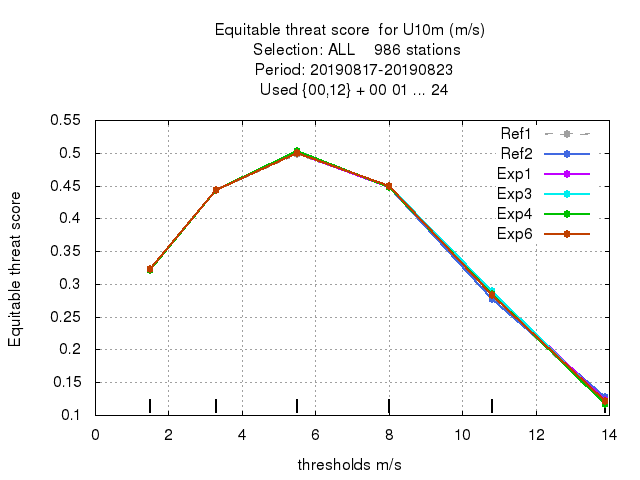 Equitable threat score  for U10m (m/s)
Selection: ALL    986 stations
Period: 20190817-20190823
Used {00,12} + 00 01 ... 24
0.55
0.5
0.45
0.4
0.35
0.3
0.25
0.2
0.15
0.1
Equitable threat score
Ref1
Ref2
Exp1
Exp3
Exp4
Exp6
0 2 4 6 8 10 12 14
thresholds m/s